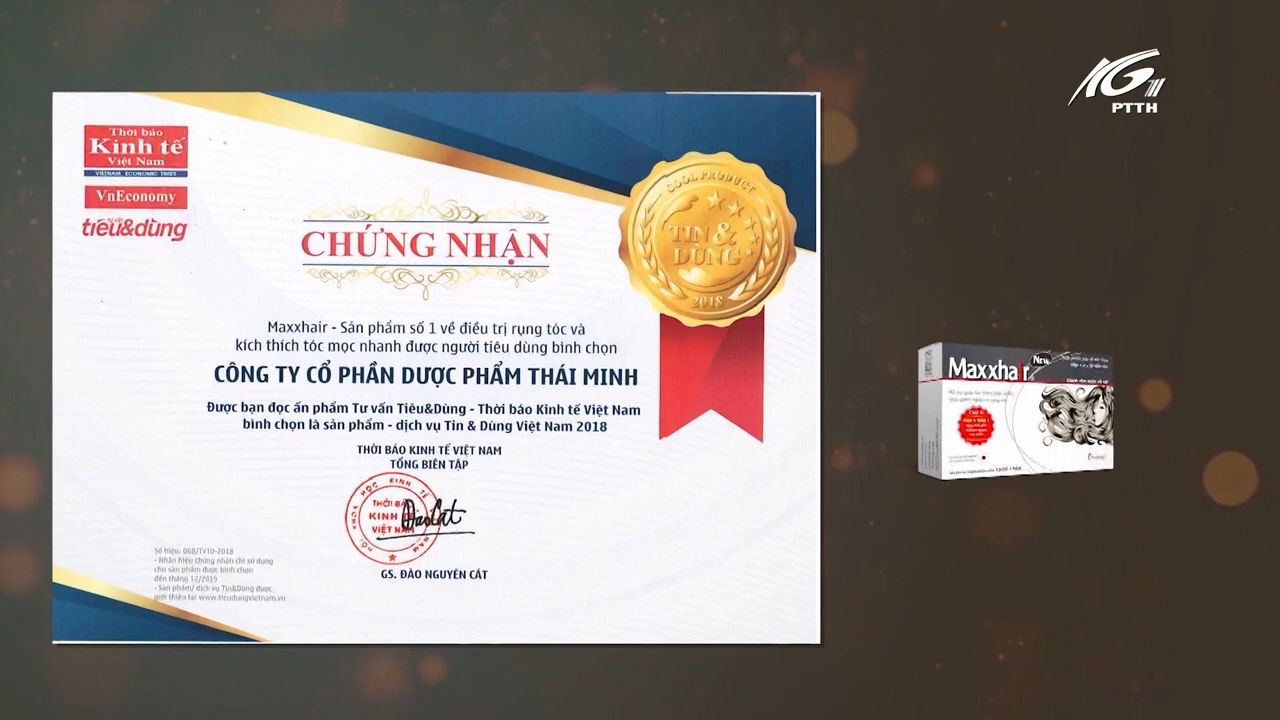 Thời báo
Kinh tế
Việt Nam
VIETNAM ECONOMIC TIMES
VnEconomy
tiêu&dùng
CHỨNG NHẬN
COOL PRODUCT
TIN &
DÙNG
2018
Maxxhair - Sản phẩm số 1 về điều trị rụng tóc và
kích thích tóc mọc nhanh được người tiêu dùng bình chọn
CÔNG TY CỔ PHẦN DƯỢC PHẨM THÁI MINH
Được bạn đọc ấn phẩm Tư vấn Tiêu&Dùng - Thời báo Kinh tế Việt Nam
bình chọn là sản phẩm - dịch vụ Tin & Dùng Việt Nam 2018
THỜI BÁO KINH TẾ VIỆT NAM
TỔNG BIÊN TẬP
THỜI BÁO
KINH TẾ
VIỆT NAM
GS. ĐÀO NGUYÊN CÁT
Số hiệu: 068/TVTD-2018
- Nhãn hiệu chứng nhận chỉ sử dụng
cho sản phẩm được bình chọn
đến tháng 12/2019
- Sản phẩm/ dịch vụ Tin&Dùng được
giới thiệu tại www.tieudungvietnam.vn
KG
PTTH
Maxxhair
New